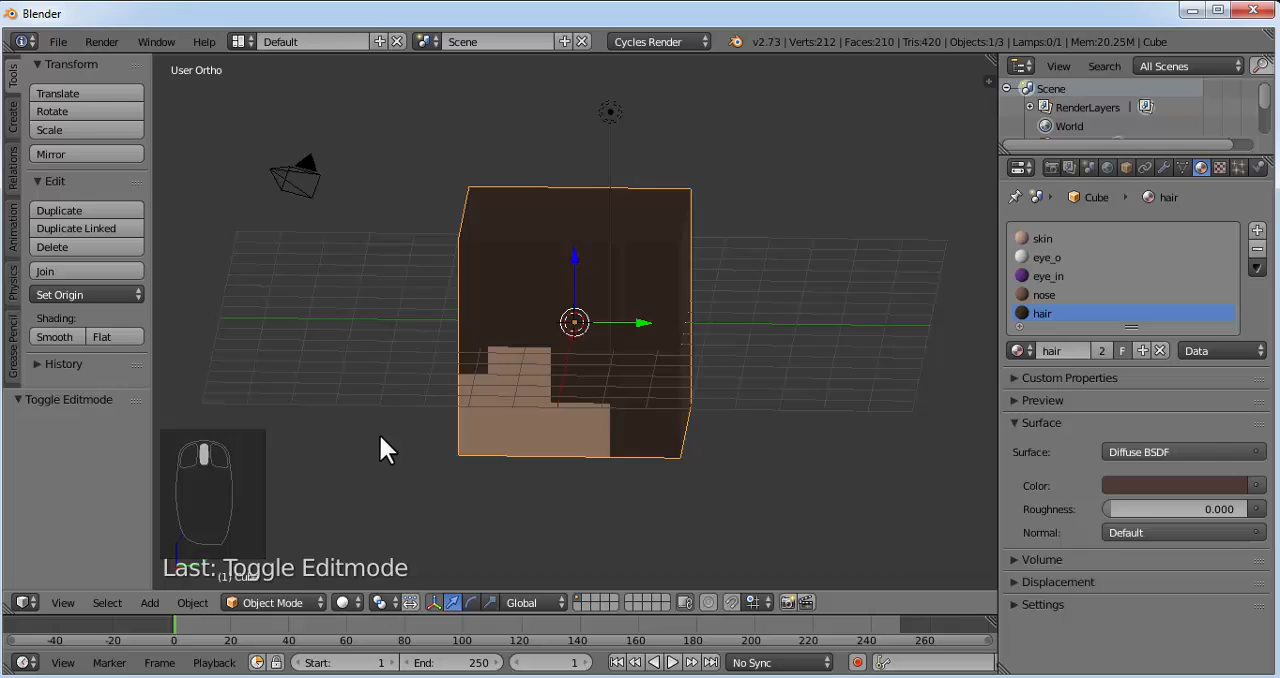 Blender
File Render Window Help Default Scene Cycles Render v2.73 | Verts:212 | Faces:210 | Tris:420 | Objects:1/3 | Lamps:0/1 | Mem:20.25M | Cube
Tools
Create
Relations
Animation
Physics
Grease Pencil
Transform
Translate
Rotate
Scale
Mirror
Edit
Duplicate
Duplicate Linked
Delete
Join
Set Origin
Shading:
Smooth Flat
History
Toggle Editmode
User Ortho
Last: Toggle Editmode
View Select Add Object Object Mode Global
-40 -20 0 20 40 60 80 100 120 140 160 180 200 220 240 260
View Marker Frame Playback Start: 1 End: 250 1 No Sync
View Search All Scenes
Scene
RenderLayers
World
Cube hair
skin
eye_o
eye_in
nose
hair
hair 2 F Data
Custom Properties
Preview
Surface
Surface: Diffuse BSDF
Color:
Roughness: 0.000
Normal: Default
Volume
Displacement
Settings